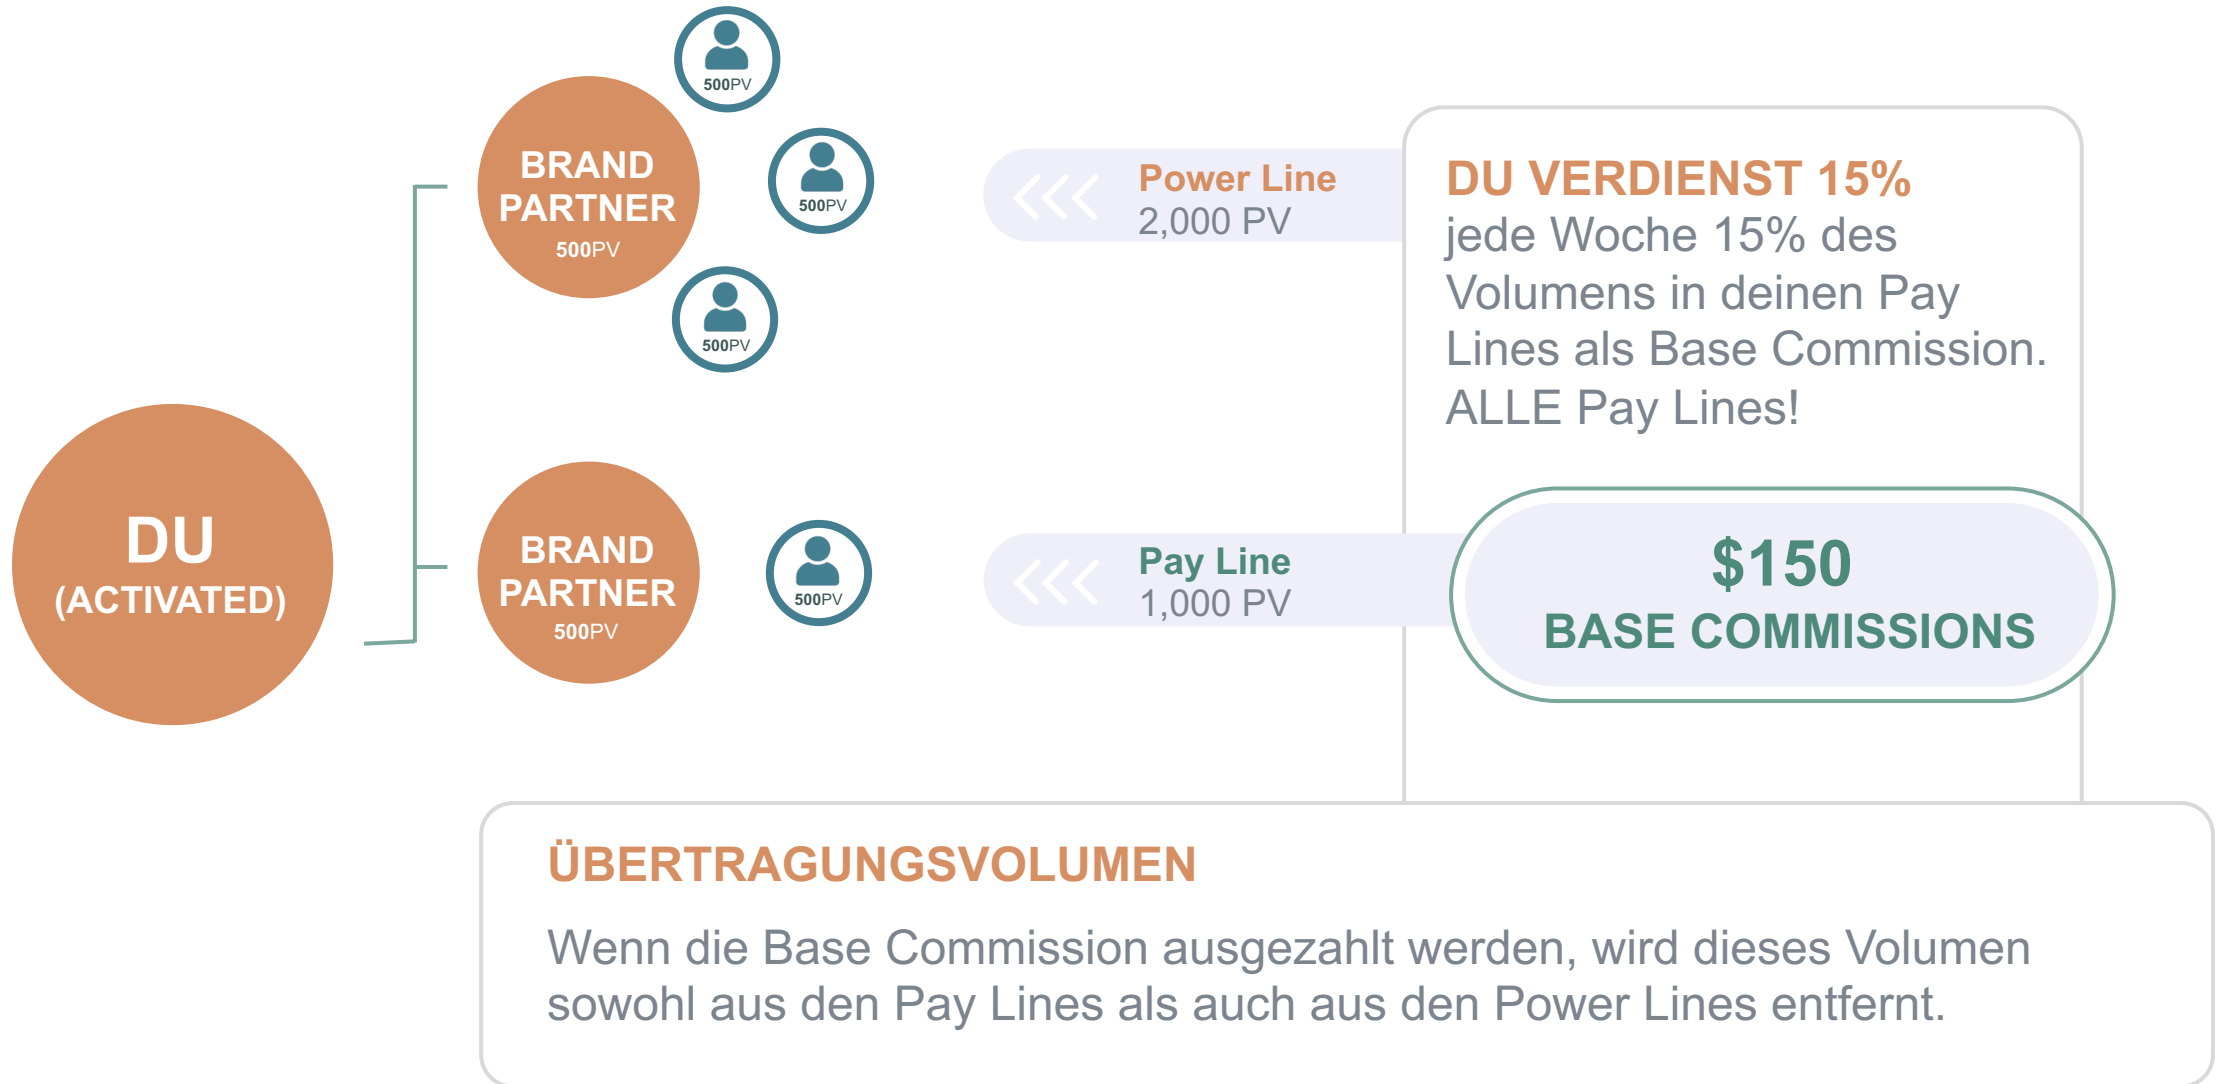 500PV
BRAND
PARTNER
500PV
500PV
500PV
Power Line
2,000 PV
DU VERDIENST 15%
jede Woche 15% des
Volumens in deinen Pay
Lines als Base Commission.
ALLE Pay Lines!
DU
(ACTIVATED)
BRAND
PARTNER
500PV
500PV
Pay Line
1,000 PV
$150
BASE COMMISSIONS
ÜBERTRAGUNGSVOLUMEN
Wenn die Base Commission ausgezahlt werden, wird dieses Volumen
sowohl aus den Pay Lines als auch aus den Power Lines entfernt.